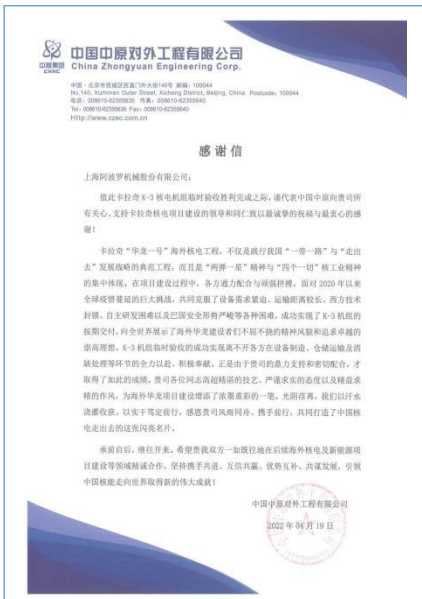 中核集团
CNNC
中国中原对外工程有限公司
China Zhongyuan Engineering Corp.
中国·北京市西城区西直门外大街140号 邮编:100044
No.140, Xizhimen Outer Street, Xicheng District, Beijing, China Postcode: 100044
电话: 008610-62355635 传真: 008610-62355640
Tel: 008610-62355635 Fax: 008610-62355640
Http://www.czec.com.cn
感谢信
上海阿波罗机械股份有限公司:
值此卡拉奇 K-3 核电机组临时验收胜利完成之际,谨代表中国中原向贵司所
有关心、支持卡拉奇核电项目建设的领导和同仁致以最诚挚的祝福与最衷心的感
谢!
卡拉奇“华龙一号”海外核电工程,不仅是践行我国“一带一路”与“走出
去”发展战略的典范工程,而且是“两弹一星”精神与“四个一切”核工业精神
的集中体现。在项目建设过程中,各方通力配合与顽强拼搏,面对 2020 年以来
全球疫情蔓延的巨大挑战,共同克服了设备需求紧迫、运输距离较长、西方技术
封锁、自主研发困难以及巴国安全形势严峻等各种困难,成功实现了 K-3 机组的
按期交付,向全世界展示了海外华龙建设者们不屈不挠的精神风貌和追求卓越的
崇高理想。K-3 机组临时验收的成功实现离不开各方在设备制造、仓储运输及消
缺处理等环节的全力以赴、积极奉献。正是由于贵司的鼎力支持和密切配合,才
取得了如此的成绩,贵司各位同志高超精湛的技艺、严谨求实的态度以及精益求
精的作风,为海外华龙项目建设增添了浓墨重彩的一笔。光阴荏苒,我们以汗水
浇灌收获、以实干笃定前行,感恩贵司风雨同舟、携手前行,共同打造了中国核
电走出去的这张闪亮名片。
承前启后,继往开来,希望贵我双方一如既往地在后续海外核电及新能源项
目建设等领域精诚合作,坚持携手共进、互信共赢、优势互补、共谋发展,引领
中国核能走向世界取得新的伟大成就!
中国中原对外工程有限公司
2022 年 04 月 19 日